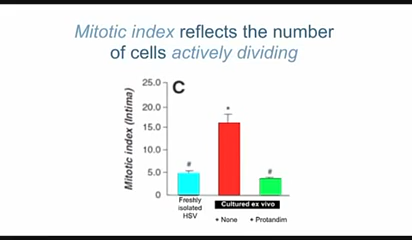 Mitotic index reflects the number
of cells actively dividing
C
Mitotic index (Intima)
25.0
20.0
15.0
10.0
5.0
0
#
*
#
Freshly
isolated
HSV
Cultured ex vivo
• None
• Protandim